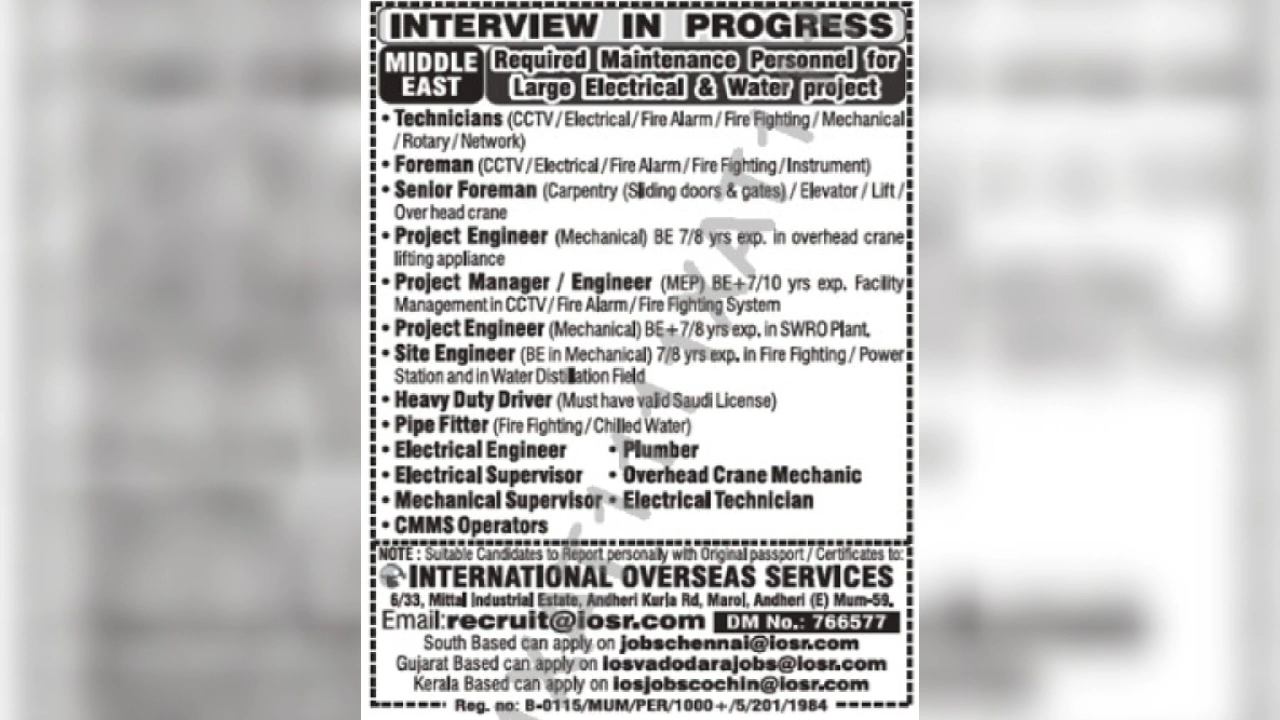 INTERVIEW IN PROGRESS
MIDDLE EAST
Required Maintenance Personnel for
Large Electrical & Water project
• Technicians (CCTV / Electrical / Fire Alarm / Fire Fighting / Mechanical
/ Rotary / Network)
• Foreman (CCTV / Electrical / Fire Alarm / Fire Fighting / Instrument)
• Senior Foreman (Carpentry (Sliding doors & gates) / Elevator / Lift /
Over head crane
• Project Engineer (Mechanical) BE 7/8 yrs exp. in overhead crane
lifting appliance
• Project Manager / Engineer (MEP) BE+7/10 yrs exp. Facility
Management in CCTV / Fire Alarm / Fire Fighting System
• Project Engineer (Mechanical) BE+7/8 yrs exp. in SWRO Plant.
• Site Engineer (BE in Mechanical) 7/8 yrs exp. in Fire Fighting / Power
Station and in Water Distillation Field
• Heavy Duty Driver (Must have valid Saudi License)
• Pipe Fitter (Fire Fighting / Chilled Water)
• Electrical Engineer • Plumber
• Electrical Supervisor • Overhead Crane Mechanic
• Mechanical Supervisor • Electrical Technician
• CMMS Operators
NOTE : Suitable Candidates to Report personally with Original passport / Certificates to:
INTERNATIONAL OVERSEAS SERVICES
6/33, Mittal Industrial Estate, Andheri Kurla Rd, Marol, Andheri (E) Mum-59.
Email:recruit@iosr.com DM No.: 766577
South Based can apply on jobschennai@iosr.com
Gujarat Based can apply on iosvadodarajobs@iosr.com
Kerala Based can apply on iosjobscochin@iosr.com
Reg. no: B-0115/MUM/PER/1000+/5/201/1984